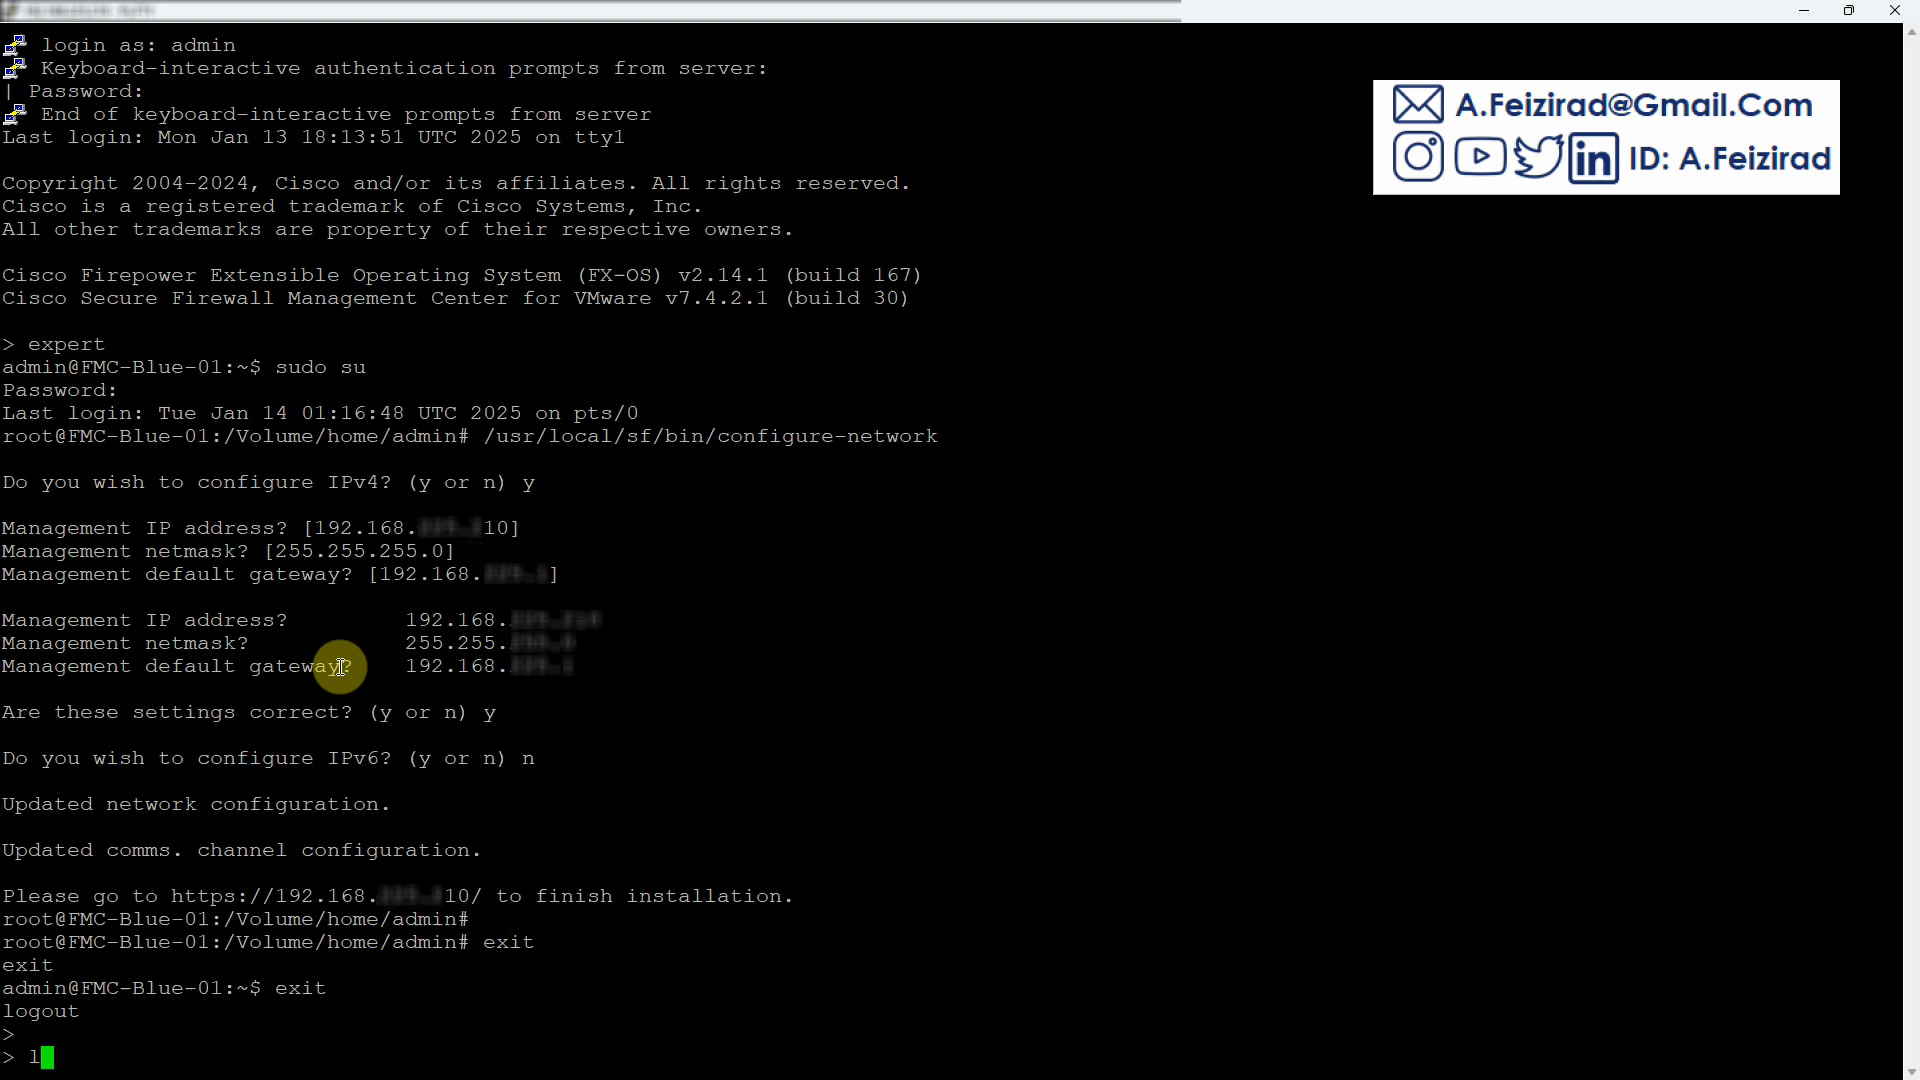 login as: admin
Keyboard-interactive authentication prompts from server:
| Password:
End of keyboard-interactive prompts from server
Last login: Mon Jan 13 18:13:51 UTC 2025 on tty1
Copyright 2004-2024, Cisco and/or its affiliates. All rights reserved.
Cisco is a registered trademark of Cisco Systems, Inc.
All other trademarks are property of their respective owners.
Cisco Firepower Extensible Operating System (FX-OS) v2.14.1 (build 167)
Cisco Secure Firewall Management Center for VMware v7.4.2.1 (build 30)
> expert
admin@FMC-Blue-01:~$ sudo su
Password:
Last login: Tue Jan 14 01:16:48 UTC 2025 on pts/0
root@FMC-Blue-01:/Volume/home/admin# /usr/local/sf/bin/configure-network
Do you wish to configure IPv4? (y or n) y
Management IP address? [192.168. 10]
Management netmask? [255.255.255.0]
Management default gateway? [192.168. ]
Management IP address? 192.168.
Management netmask? 255.255.
Management default gateway? 192.168.
Are these settings correct? (y or n) y
Do you wish to configure IPv6? (y or n) n
Updated network configuration.
Updated comms. channel configuration.
Please go to https://192.168. 10/ to finish installation.
root@FMC-Blue-01:/Volume/home/admin#
root@FMC-Blue-01:/Volume/home/admin# exit
exit
admin@FMC-Blue-01:~$ exit
logout
>
> l
A.Feizirad@Gmail.Com
in ID: A.Feizirad